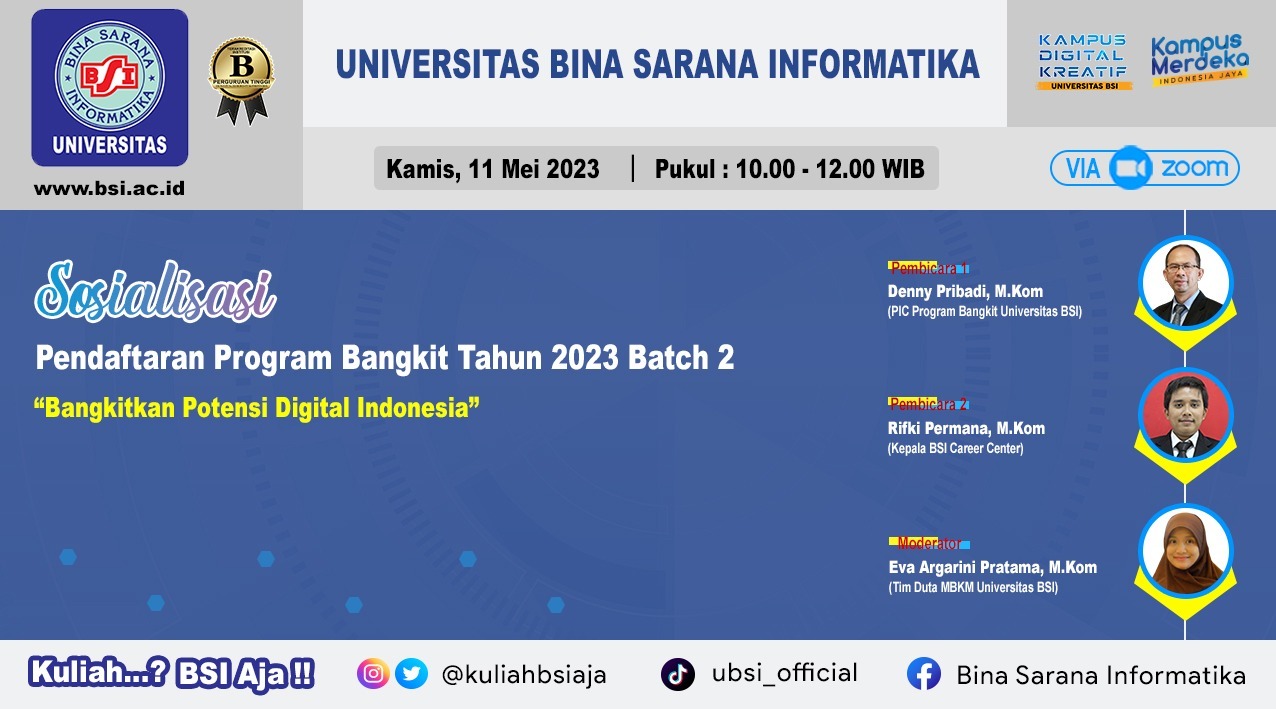 BINA SARANA
BSI
INFORMATIKA
UNIVERSITAS
www.bsi.ac.id
B
PERGURUAN TINGGI
UNIVERSITAS BINA SARANA INFORMATIKA
KAMPUS
DIGITAL
KREATIF
UNIVERSITAS BSI
Kampus
Merdeka
INDONESIA JAYA
Kamis, 11 Mei 2023 | Pukul : 10.00 - 12.00 WIB
VIA zoom
Sosialisasi
Pendaftaran Program Bangkit Tahun 2023 Batch 2
“Bangkitkan Potensi Digital Indonesia”
Pembicara 1
Denny Pribadi, M.Kom
(PIC Program Bangkit Universitas BSI)
Pembicara 2
Rifki Permana, M.Kom
(Kepala BSI Career Center)
Moderator
Eva Argarini Pratama, M.Kom
(Tim Duta MBKM Universitas BSI)
Kuliah...? BSI Aja !!
@kuliahbsiaja
ubsi_official
Bina Sarana Informatika